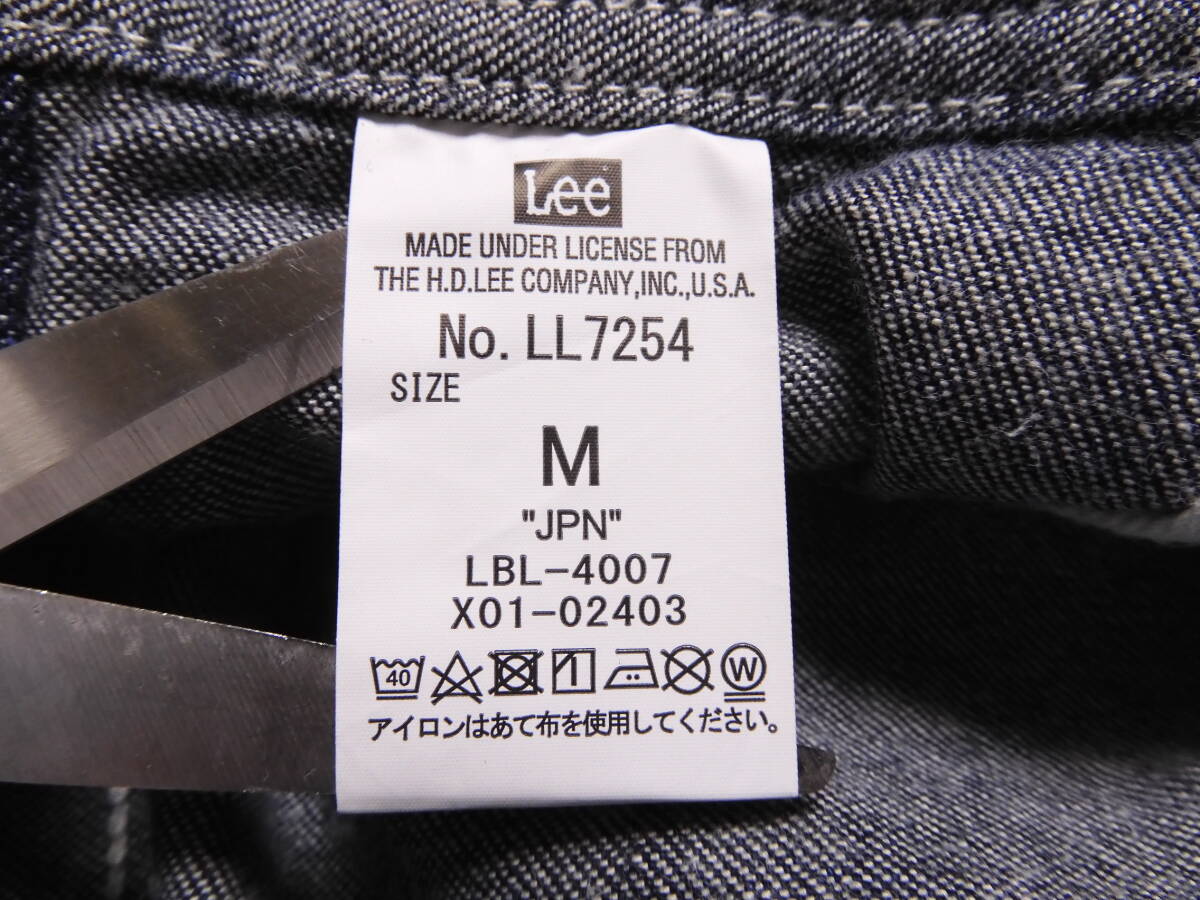 Lee
MADE UNDER LICENSE FROM
THE H.D.LEE COMPANY,INC.,U.S.A.
No. LL7254
SIZE
M
"JPN"
LBL-4007
X01-02403
40 W
アイロンはあて布を使用してください。